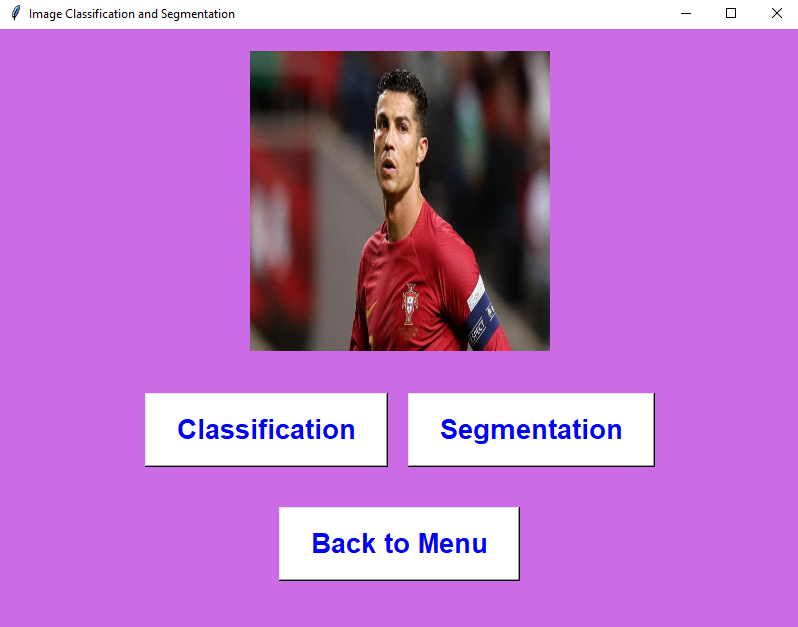 Image Classification and Segmentation
Classification
Segmentation
Back to Menu